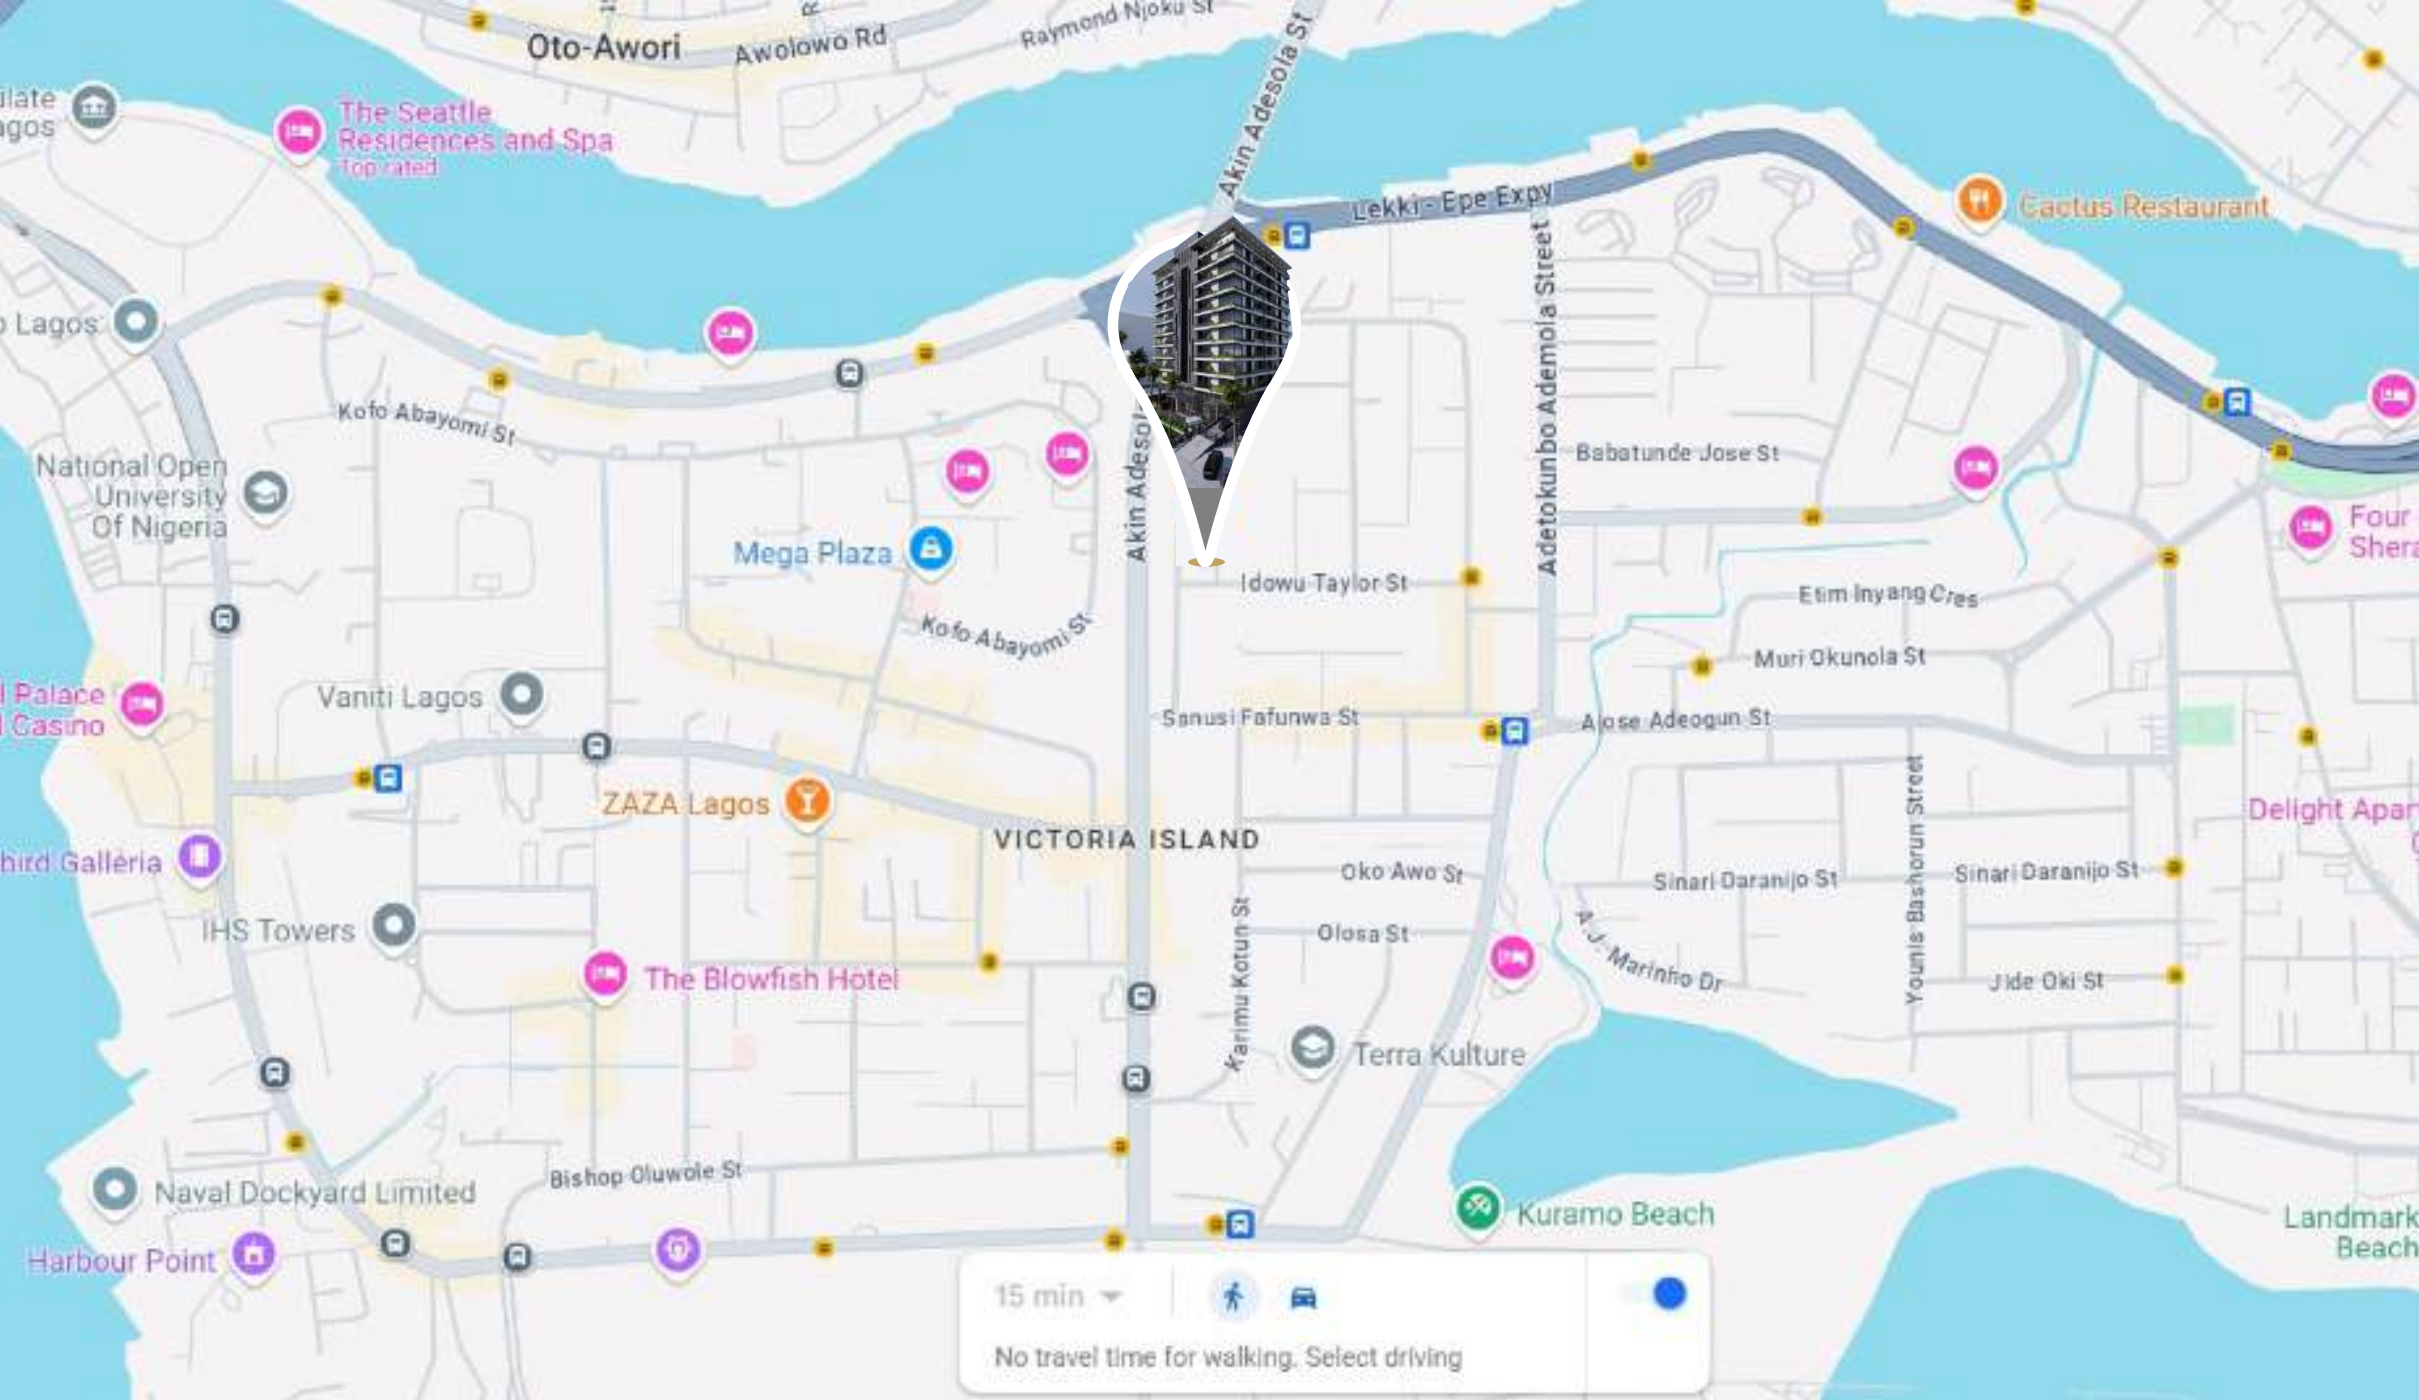 Oto-Awori
Awolowo Rd
Raymond Njoku St
Akin Adesola St
The Seattle
Residences and Spa
Top rated
Lekki - Epe Expy
Cactus Restaurant
Lagos
Kofo Abayomi St
Adetokunbo Ademola Street
Babatunde Jose St
National Open
University
Of Nigeria
Akin Adesol
Mega Plaza
Four
Idowu Taylor St
Etim Inyang Cres
Kofo Abayomi St
Muri Okunola St
Palace
Casino
Vaniti Lagos
Sanusi Fafunwa St
Ajose Adeogun St
ZAZA Lagos
VICTORIA ISLAND
Younis Bashorun Street
Delight Apar
hird Galleria
Oko Awo St
Sinari Daranijo St
Sinari Daranijo St
IHS Towers
Karimu Kotun St
Olosa St
A.J. Marinho Dr
The Blowfish Hotel
Jide Oki St
Terra Kulture
Bishop Oluwole St
Naval Dockyard Limited
Kuramo Beach
Landmark
Beach
Harbour Point
15 min
No travel time for walking. Select driving